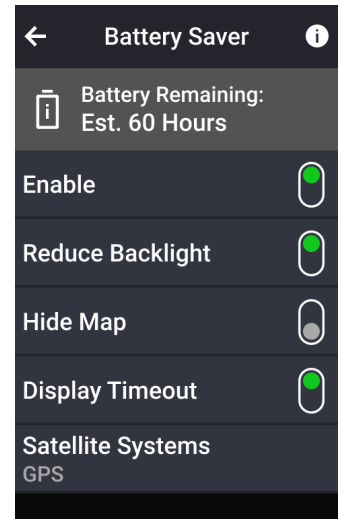 Battery Saver
Battery Remaining:
Est. 60 Hours
Enable
Reduce Backlight
Hide Map
Display Timeout
Satellite Systems
GPS